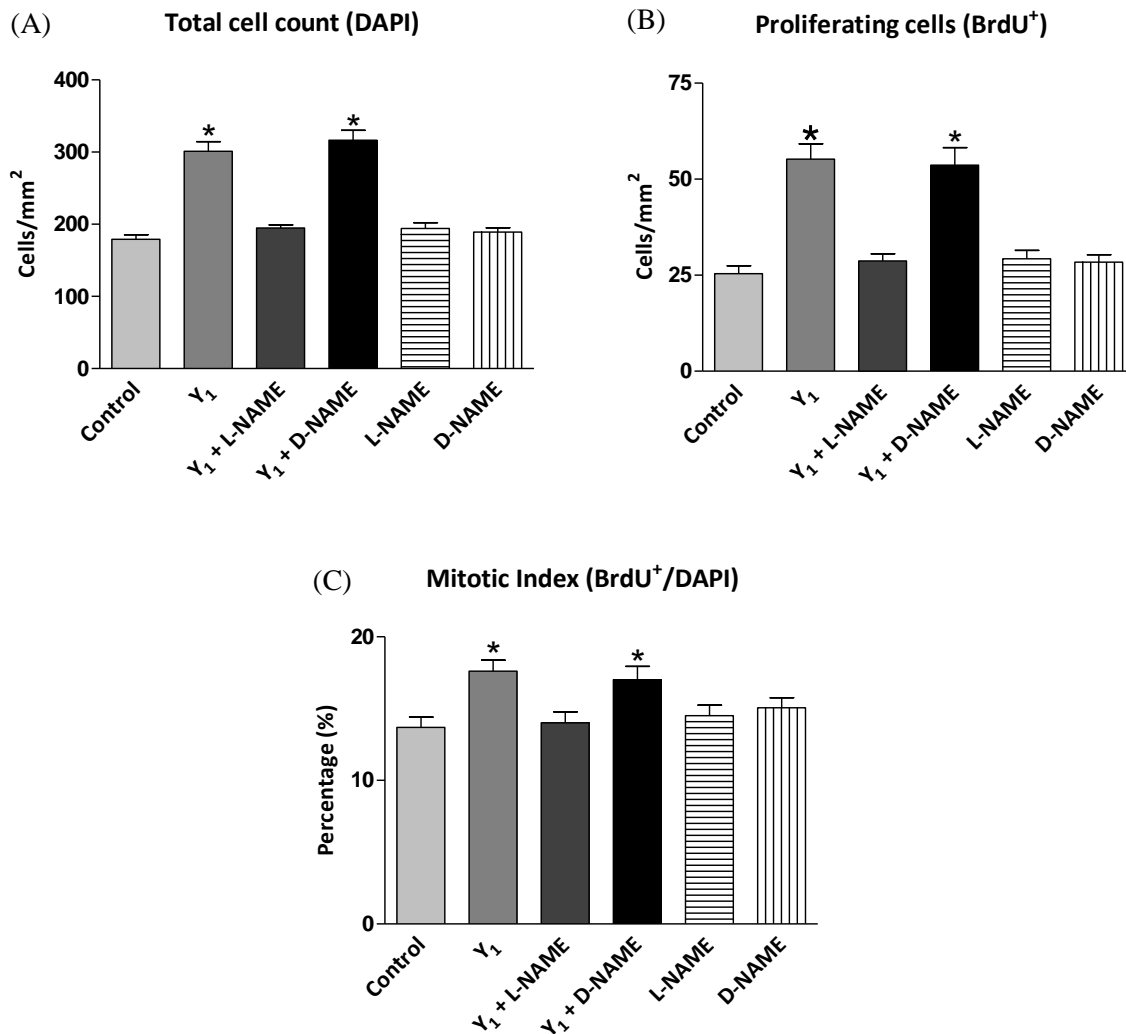 (A)
Total cell count (DAPI)
400
300
200
100
0
Cells/mm²
*
*
Control
Y₁
Y₁ + L-NAME
Y₁ + D-NAME
L-NAME
D-NAME
(B)
Proliferating cells (BrdU⁺)
75
50
25
0
Cells/mm²
*
*
Control
Y₁
Y₁ + L-NAME
Y₁ + D-NAME
L-NAME
D-NAME
(C)
Mitotic Index (BrdU⁺/DAPI)
20
10
0
Percentage (%)
*
*
Control
Y₁
Y₁ + L-NAME
Y₁ + D-NAME
L-NAME
D-NAME